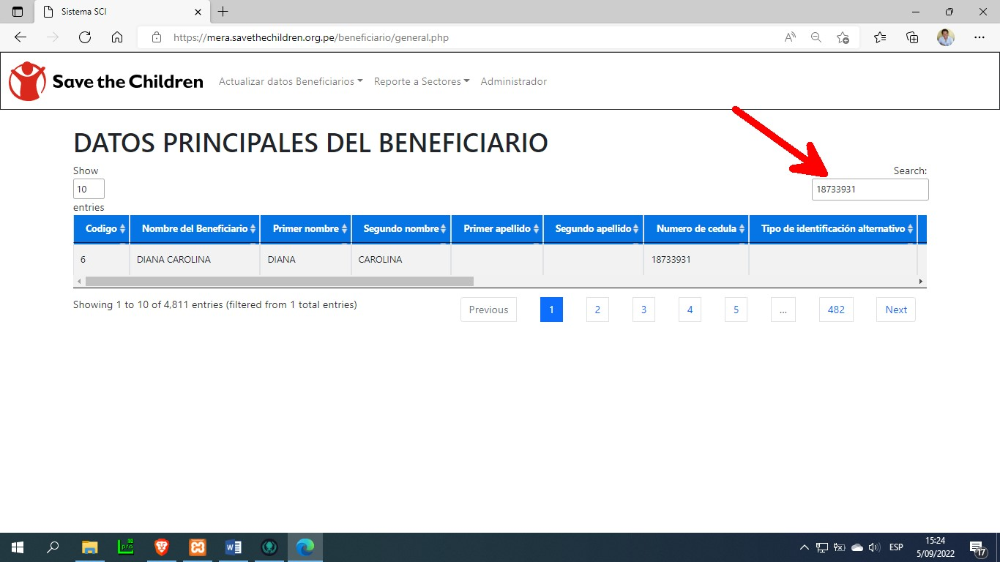 Sistema SCI
https://mera.savethechildren.org.pe/beneficiario/general.php
Save the Children Actualizar datos Beneficiarios Reporte a Sectores Administrador
DATOS PRINCIPALES DEL BENEFICIARIO
Show Search:
10 18733931
entries
Codigo Nombre del Beneficiario Primer nombre Segundo nombre Primer apellido Segundo apellido Numero de cedula Tipo de identificación alternativo
6 DIANA CAROLINA DIANA CAROLINA 18733931
Showing 1 to 10 of 4,811 entries (filtered from 1 total entries) Previous 1 2 3 4 5 ... 482 Next
ESP 15:24
5/09/2022 17